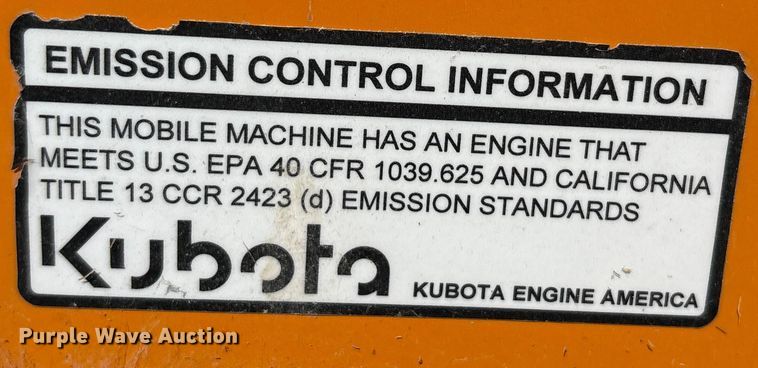 EMISSION CONTROL INFORMATION
THIS MOBILE MACHINE HAS AN ENGINE THAT
MEETS U.S. EPA 40 CFR 1039.625 AND CALIFORNIA
TITLE 13 CCR 2423 (d) EMISSION STANDARDS
Kubota
KUBOTA ENGINE AMERICA
Purple Wave Auction